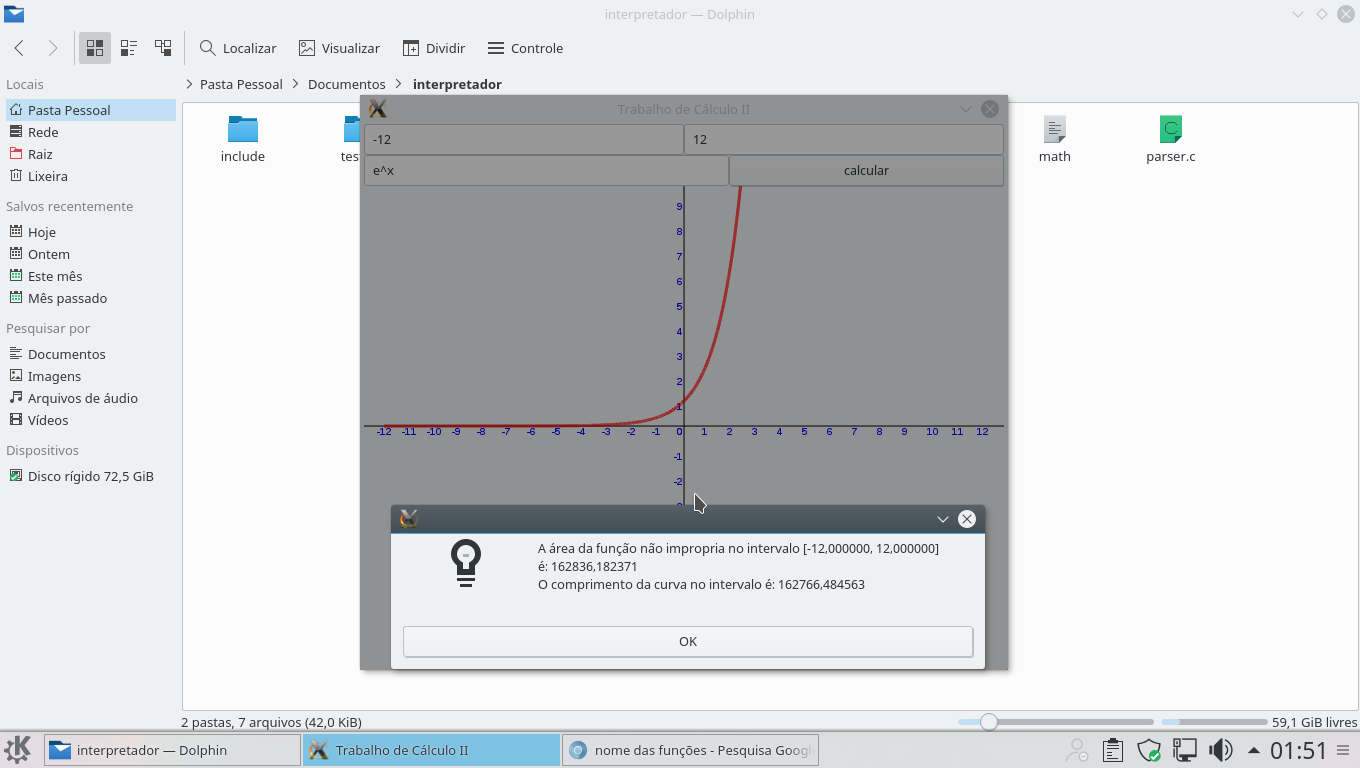 interpretador — Dolphin
Localizar Visualizar Dividir Controle
Locais
Pasta Pessoal Documentos interpretador
Pasta Pessoal
Rede
Raiz
Lixeira
Salvos recentemente
Hoje
Ontem
Este mês
Mês passado
Pesquisar por
Documentos
Imagens
Arquivos de áudio
Vídeos
Dispositivos
Disco rígido 72,5 GiB
include
math
parser.c
Trabalho de Cálculo II
-12 12
e^x calcular
9
8
7
6
5
4
3
2
1
-12 -11 -10 -9 -8 -7 -6 -5 -4 -3 -2 -1 0 1 2 3 4 5 6 7 8 9 10 11 12
-1
-2
A área da função não impropria no intervalo [-12,000000, 12,000000]
é: 162836,182371
O comprimento da curva no intervalo é: 162766,484563
OK
2 pastas, 7 arquivos (42,0 KiB) 59,1 GiB livres
interpretador — Dolphin Trabalho de Cálculo II nome das funções - Pesquisa Googl 01:51